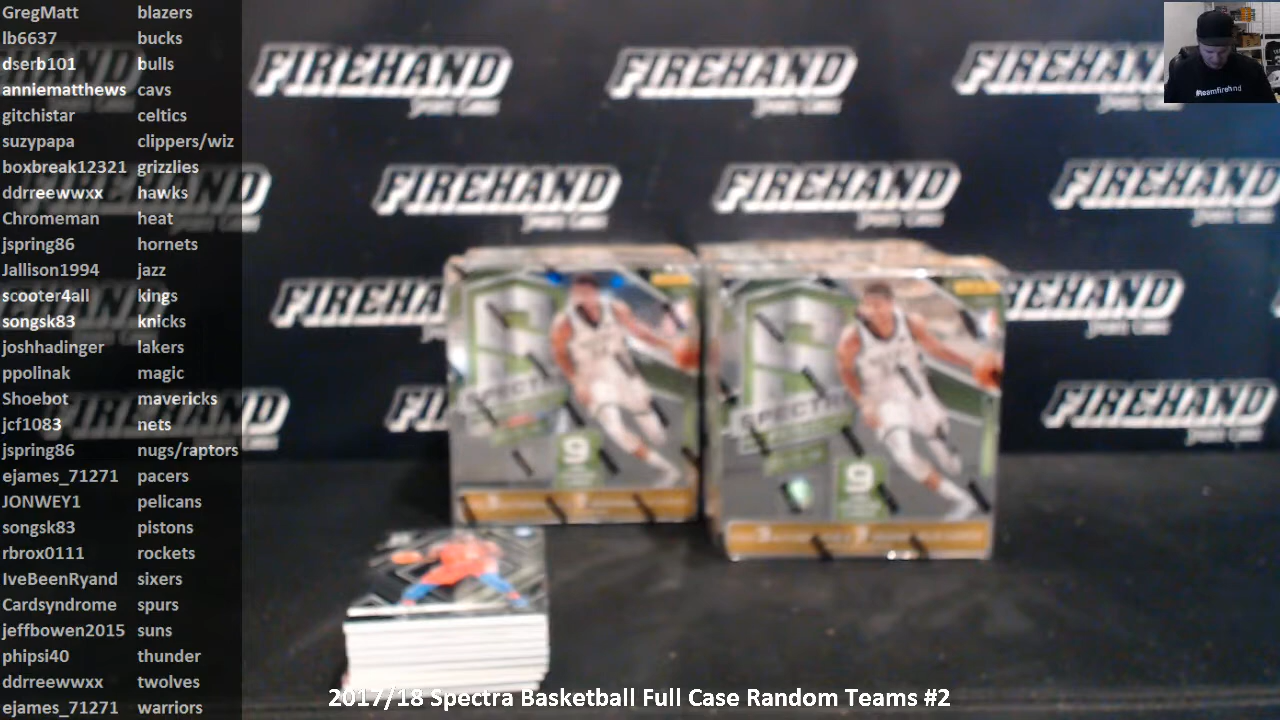 GregMatt blazers
lb6637 bucks
dserb101 bulls
anniematthews cavs
gitchistar celtics
suzypapa clippers/wiz
boxbreak12321 grizzlies
ddrreewwxx hawks
Chromeman heat
jspring86 hornets
Jallison1994 jazz
scooter4all kings
songsk83 knicks
joshhadinger lakers
ppolinak magic
Shoebot mavericks
jcf1083 nets
jspring86 nugs/raptors
ejames_71271 pacers
JONWEY1 pelicans
songsk83 pistons
rbrox0111 rockets
IveBeenRyand sixers
Cardsyndrome spurs
jeffbowen2015 suns
phipsi40 thunder
ddrreewwxx twolves
ejames_71271 warriors
FIREHAND FIREHAND FIREHAND
FIREHAND FIREHAND FIREHAND
FIREHAND FIREHAND
FIREHAND FIREHAND
#teamfirehand
SPECTRA SPECTRA
9 9
2017/18 Spectra Basketball Full Case Random Teams #2